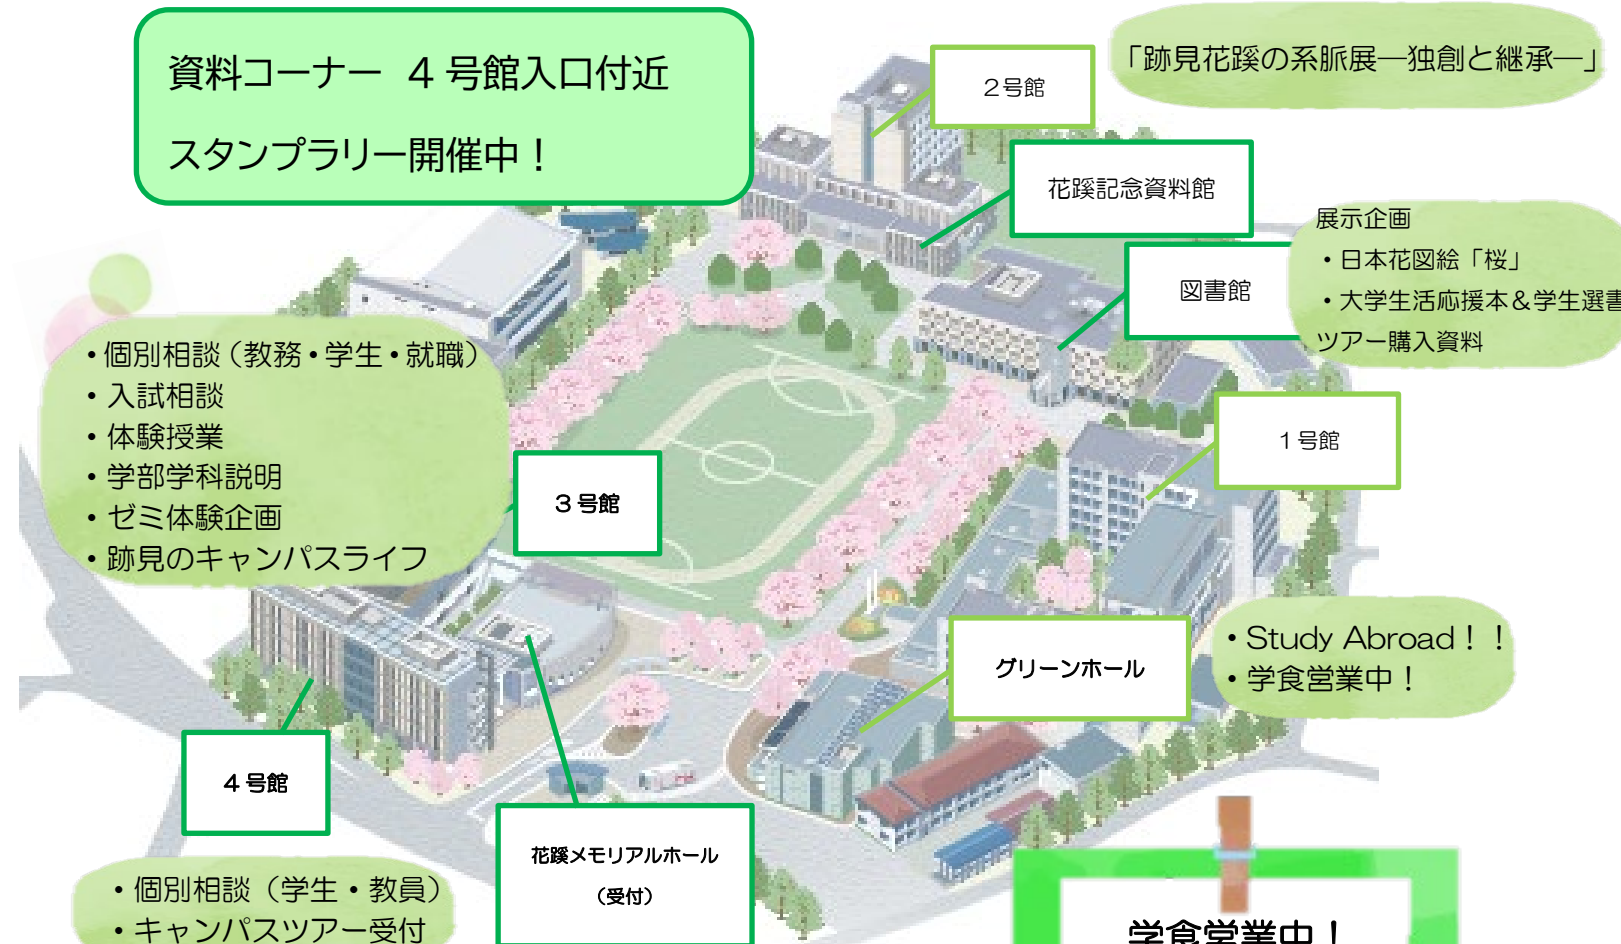 資料コーナー ４号館入口付近
スタンプラリー開催中！
２号館
「跡見花蹊の系脈展―独創と継承―」
花蹊記念資料館
図書館
展示企画
・日本花図絵「桜」
・大学生活応援本＆学生選書
ツアー購入資料
・個別相談（教務・学生・就職）
・入試相談
・体験授業
・学部学科説明
・ゼミ体験企画
・跡見のキャンパスライフ
３号館
１号館
グリーンホール
・Study Abroad！！
・学食営業中！
４号館
・個別相談（学生・教員）
・キャンパスツアー受付
花蹊メモリアルホール
（受付）
学食営業中！